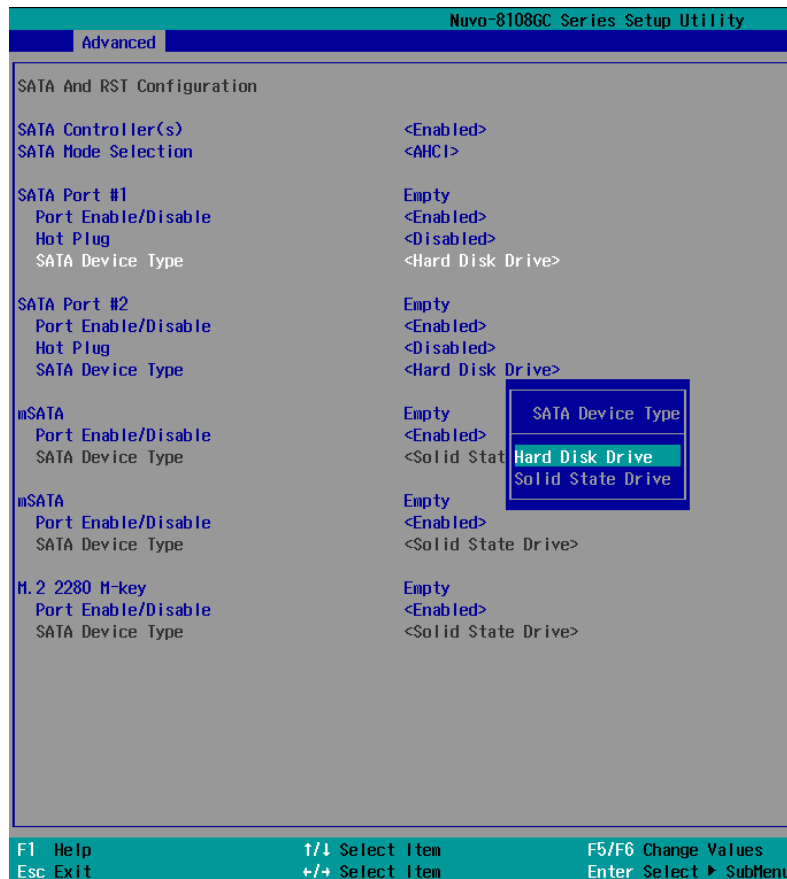 Nuvo-8108GC Series Setup Utility
Advanced
SATA And RST Configuration
SATA Controller(s) <Enabled>
SATA Mode Selection <AHCI>
SATA Port #1 Empty
Port Enable/Disable <Enabled>
Hot Plug <Disabled>
SATA Device Type <Hard Disk Drive>
SATA Port #2 Empty
Port Enable/Disable <Enabled>
Hot Plug <Disabled>
SATA Device Type <Hard Disk Drive>
mSATA Empty
Port Enable/Disable <Enabled>
SATA Device Type <Solid Stat
SATA Device Type
Hard Disk Drive
Solid State Drive
mSATA Empty
Port Enable/Disable <Enabled>
SATA Device Type <Solid State Drive>
M.2 2280 M-key Empty
Port Enable/Disable <Enabled>
SATA Device Type <Solid State Drive>
F1 Help ↑/↓ Select Item F5/F6 Change Values
Esc Exit ←/→ Select Item Enter Select ▶ SubMenu